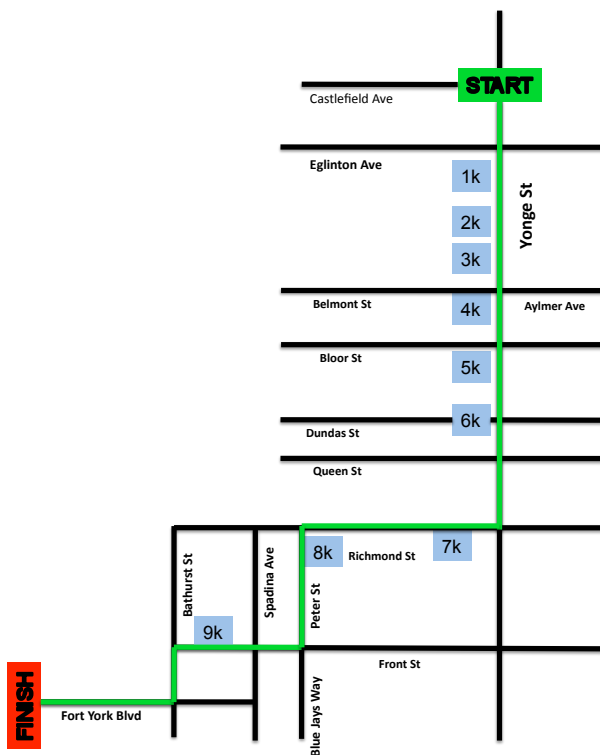 START
Castlefield Ave
Eglinton Ave
1k
Yonge St
2k
3k
Belmont St
4k
Aylmer Ave
Bloor St
5k
6k
Dundas St
Queen St
Bathurst St
Spadina Ave
8k
Richmond St
7k
Peter St
9k
Front St
FINISH
Fort York Blvd
Blue Jays Way